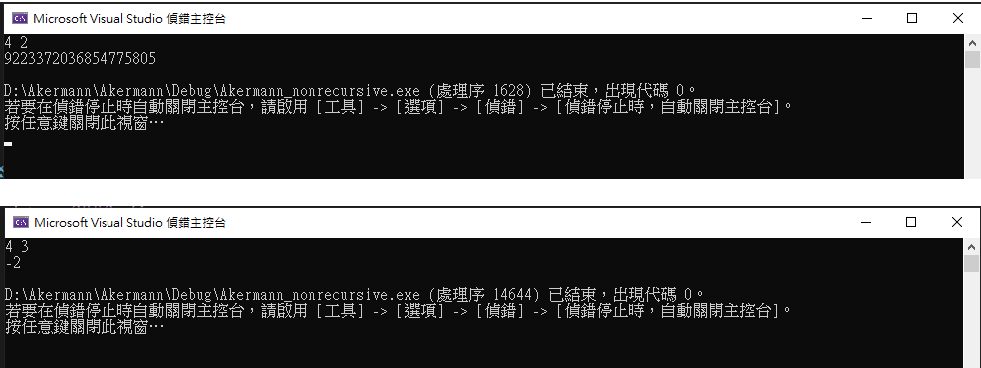 Microsoft Visual Studio 偵錯主控台
4 2
9223372036854775805
D:\Akermann\Akermann\Debug\Akermann_nonrecursive.exe (處理序 1628) 已結束，出現代碼 0。
若要在偵錯停止時自動關閉主控台，請啟用 [工具] -> [選項] -> [偵錯] -> [偵錯停止時，自動關閉主控台]。
按任意鍵關閉此視窗…
Microsoft Visual Studio 偵錯主控台
4 3
-2
D:\Akermann\Akermann\Debug\Akermann_nonrecursive.exe (處理序 14644) 已結束，出現代碼 0。
若要在偵錯停止時自動關閉主控台，請啟用 [工具] -> [選項] -> [偵錯] -> [偵錯停止時，自動關閉主控台]。
按任意鍵關閉此視窗…